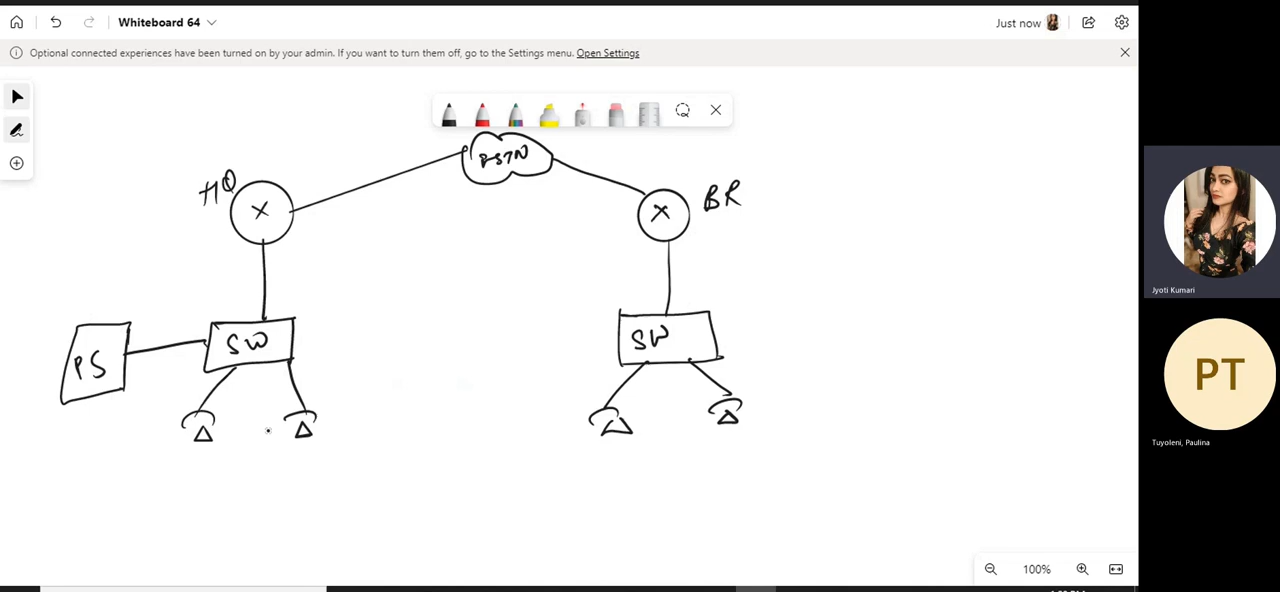 Whiteboard 64
Just now
Optional connected experiences have been turned on by your admin. If you want to turn them off, go to the Settings menu. Open Settings
PSTN
HQ
BR
PS
SW
SW
Jyoti Kumari
PT
Tuyoleni, Paulina
100%